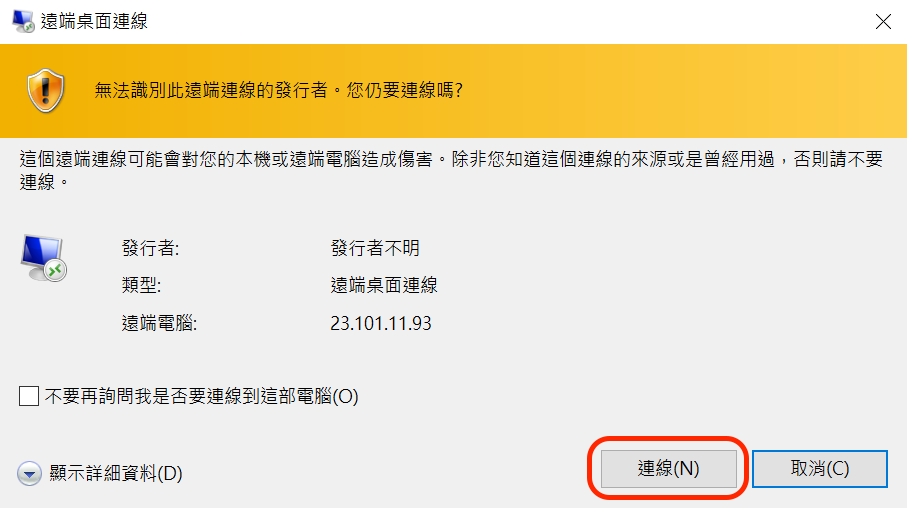 遠端桌面連線
無法識別此遠端連線的發行者。您仍要連線嗎?
這個遠端連線可能會對您的本機或遠端電腦造成傷害。除非您知道這個連線的來源或是曾經用過，否則請不要
連線。
發行者: 發行者不明
類型: 遠端桌面連線
遠端電腦: 23.101.11.93
不要再詢問我是否要連線到這部電腦(O)
顯示詳細資料(D) 連線(N) 取消(C)